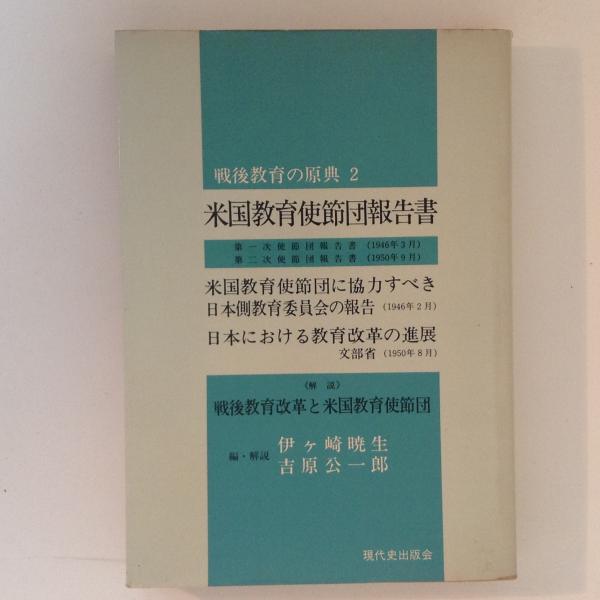 戦後教育の原典 2
米国教育使節団報告書
第一次使節団報告書 (1946年3月)
第二次使節団報告書 (1950年9月)
米国教育使節団に協力すべき
日本側教育委員会の報告 (1946年2月)
日本における教育改革の進展
文部省 (1950年8月)
《解説》
戦後教育改革と米国教育使節団
編・解説 伊ヶ崎暁生
吉原公一郎
現代史出版会